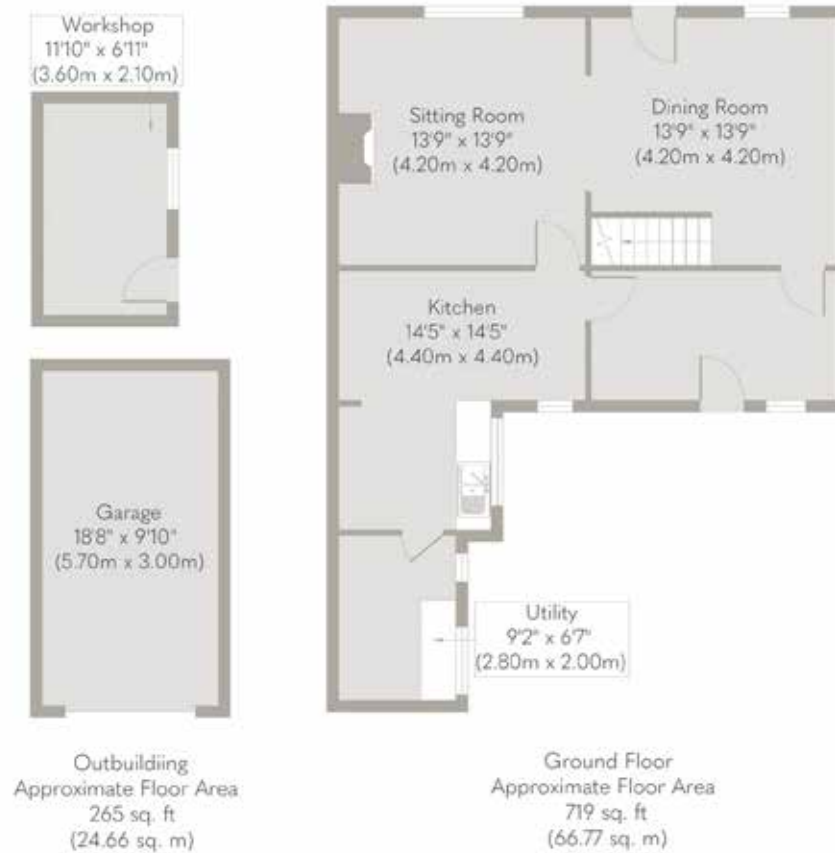 Workshop
11'10" x 6'11"
(3.60m x 2.10m)
Sitting Room
13'9" x 13'9"
(4.20m x 4.20m)
Dining Room
13'9" x 13'9"
(4.20m x 4.20m)
Kitchen
14'5" x 14'5"
(4.40m x 4.40m)
Garage
18'8" x 9'10"
(5.70m x 3.00m)
Utility
9'2" x 6'7"
(2.80m x 2.00m)
Outbuildiing
Approximate Floor Area
265 sq. ft
(24.66 sq. m)
Ground Floor
Approximate Floor Area
719 sq. ft
(66.77 sq. m)